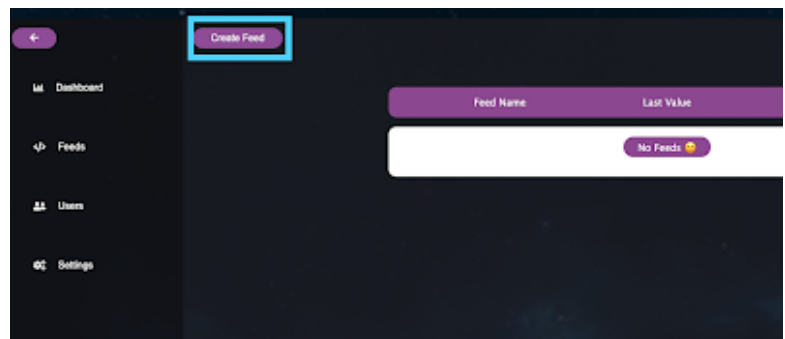 Create Feed
Dashboard
Feed Name Last Value
Feeds
No Feeds 😕
Users
Settings